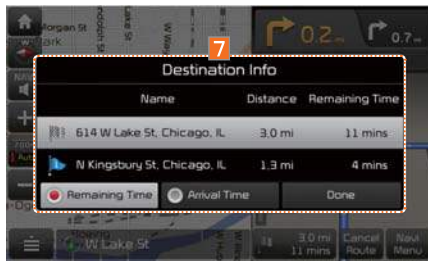 Morgan St
ark
W Wa
7
0.2
0.7
Destination Info
Name Distance Remaining Time
614 W Lake St, Chicago, IL 3.0 mi 11 mins
N Kingsbury St, Chicago, IL 1.3 mi 4 mins
Remaining Time Arrival Time Done
W Lake St
3.0 mi
11 mins
Cancel
Route
Navi
Menu